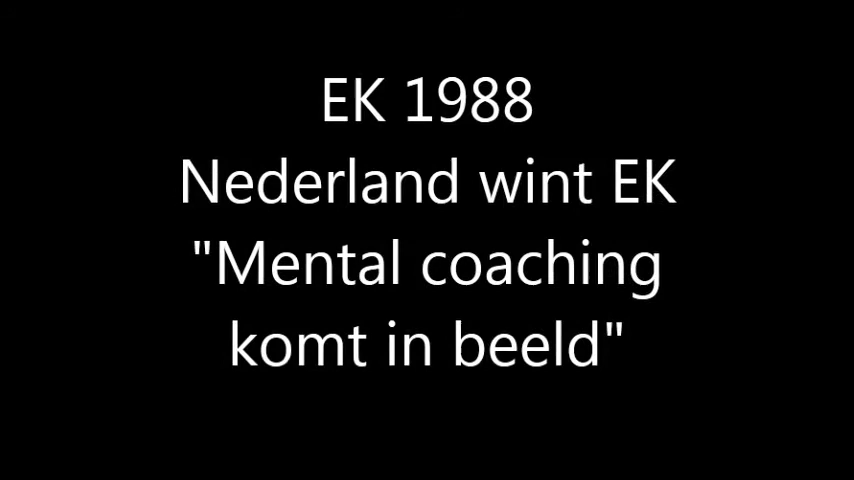 EK 1988
Nederland wint EK
"Mental coaching
komt in beeld"